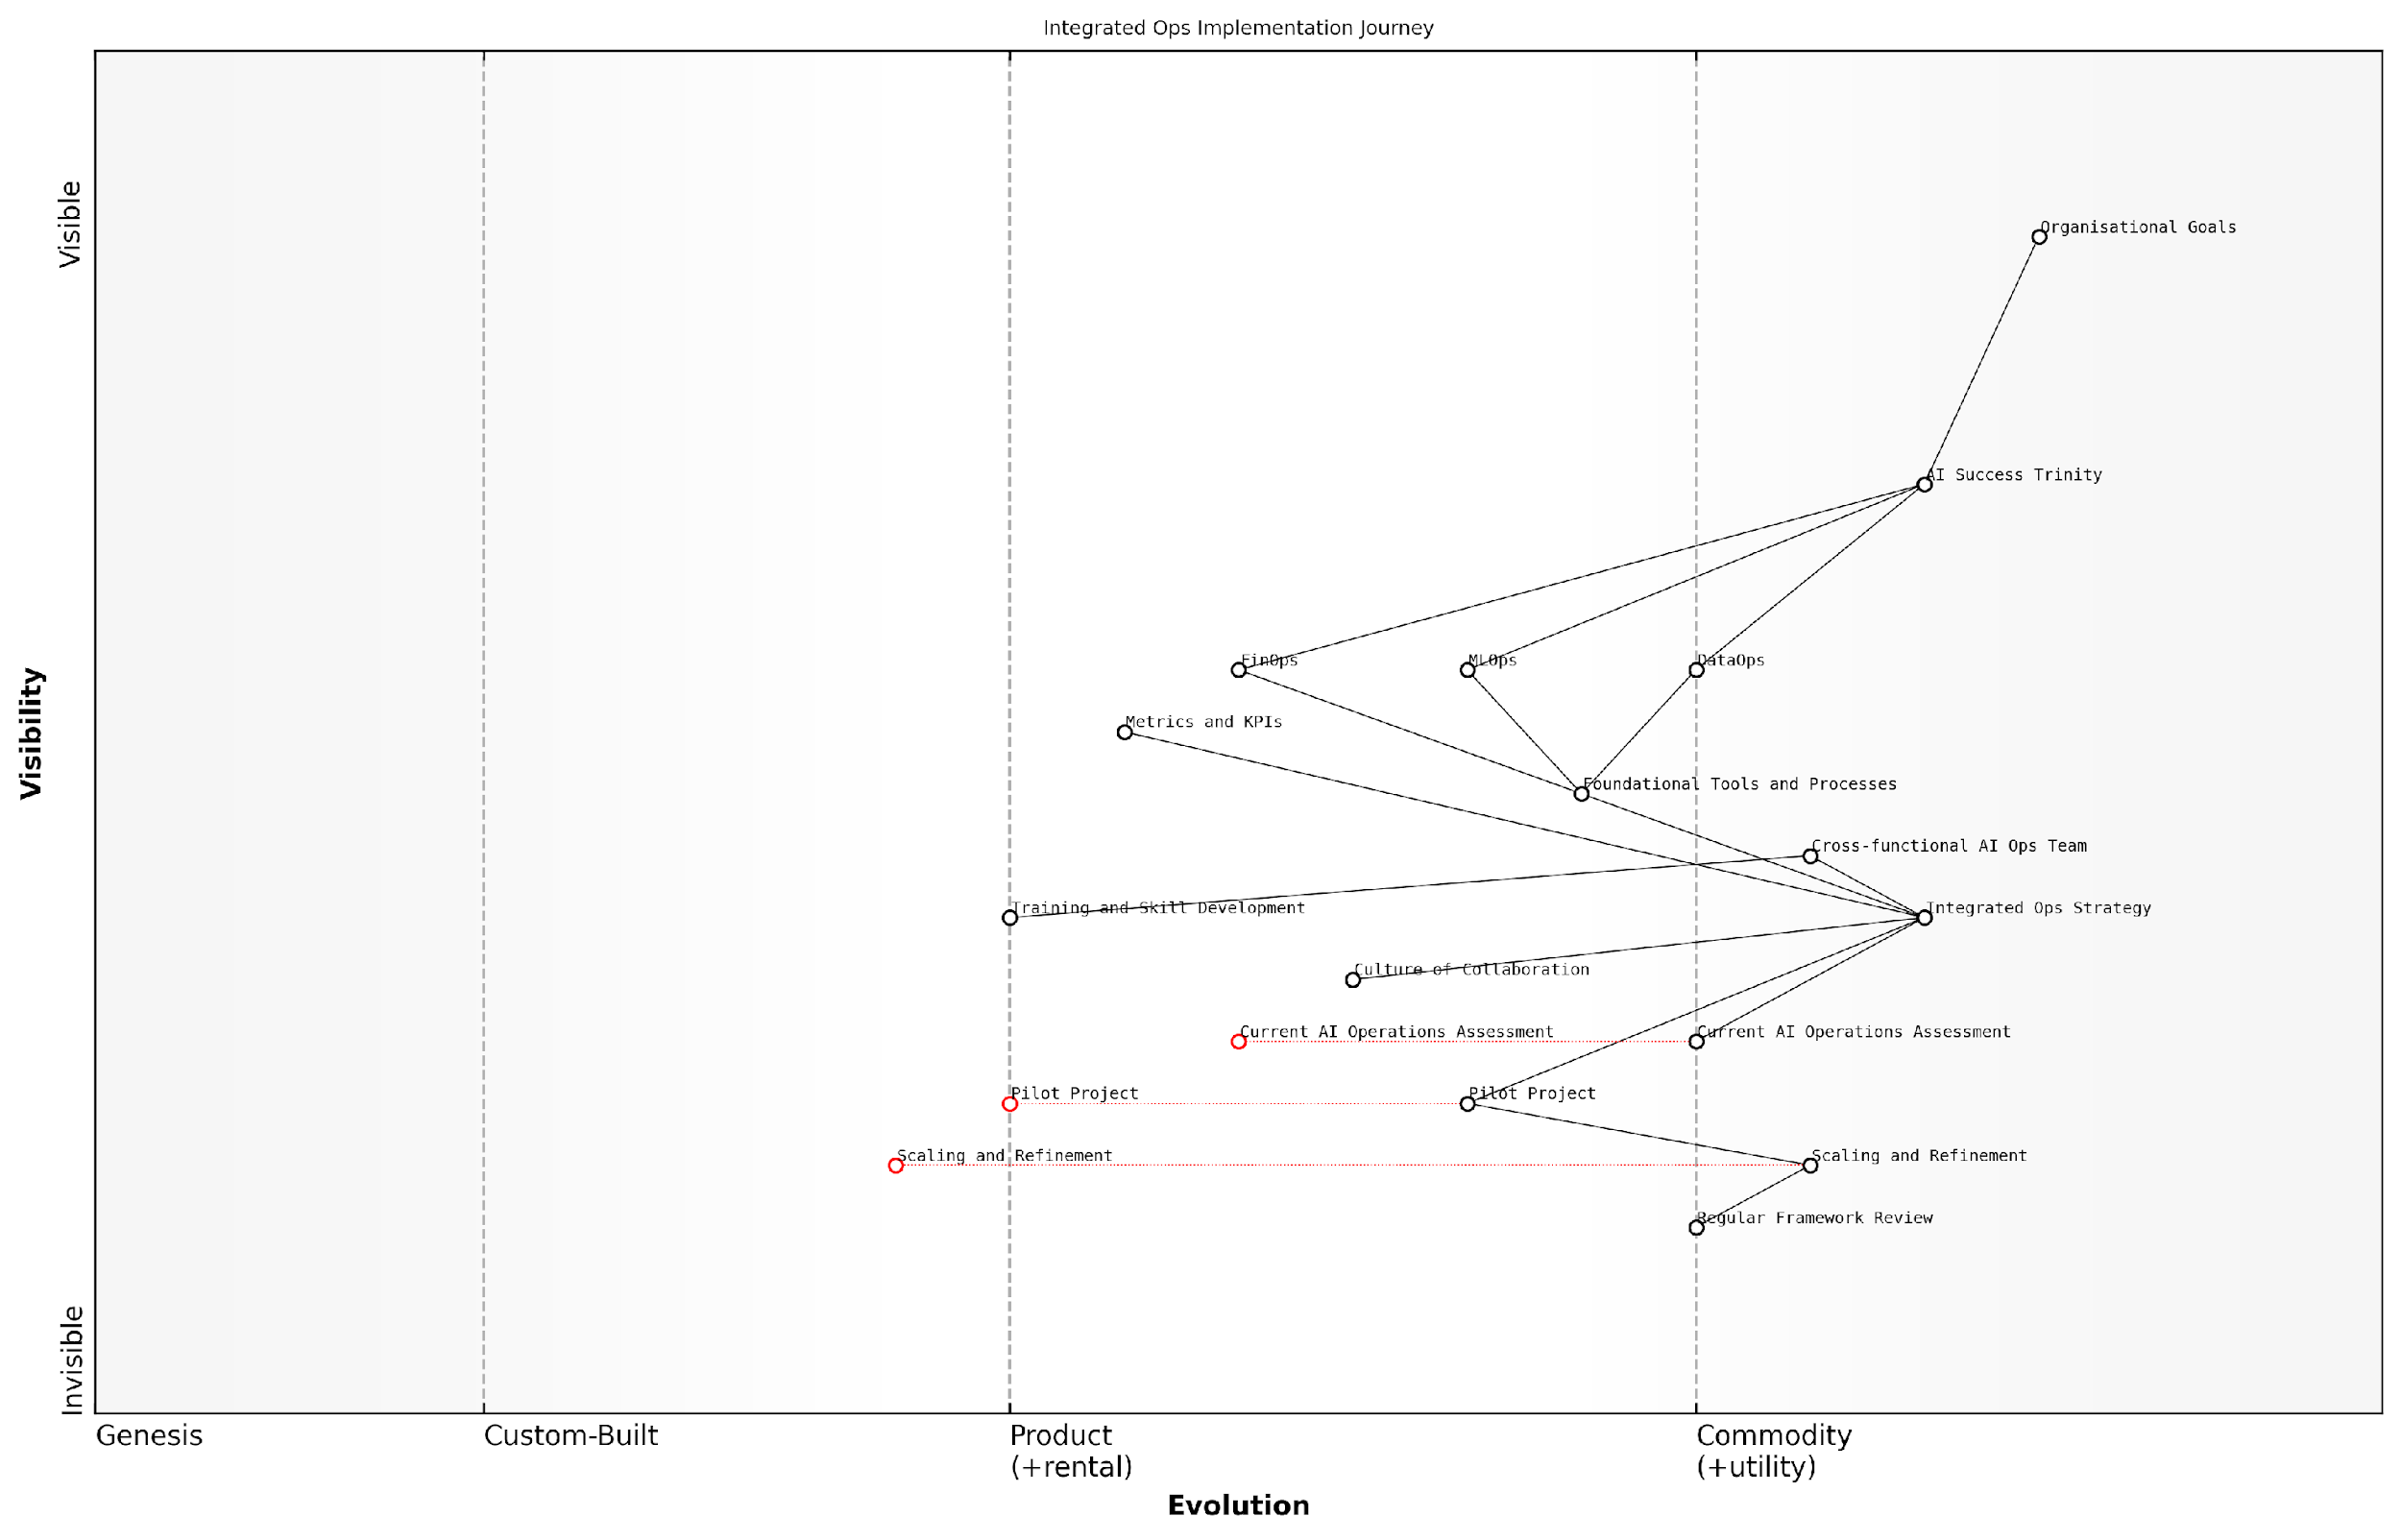 Integrated Ops Implementation Journey
Visible
Organisational Goals
AI Success Trinity
FinOps
MLOps
DataOps
Visibility
Metrics and KPIs
Foundational Tools and Processes
Cross-functional AI Ops Team
Training and Skill Development
Integrated Ops Strategy
Culture of Collaboration
Current AI Operations Assessment
Current AI Operations Assessment
Pilot Project
Pilot Project
Scaling and Refinement
Scaling and Refinement
Regular Framework Review
Invisible
Genesis
Custom-Built
Product
(+rental)
Commodity
(+utility)
Evolution